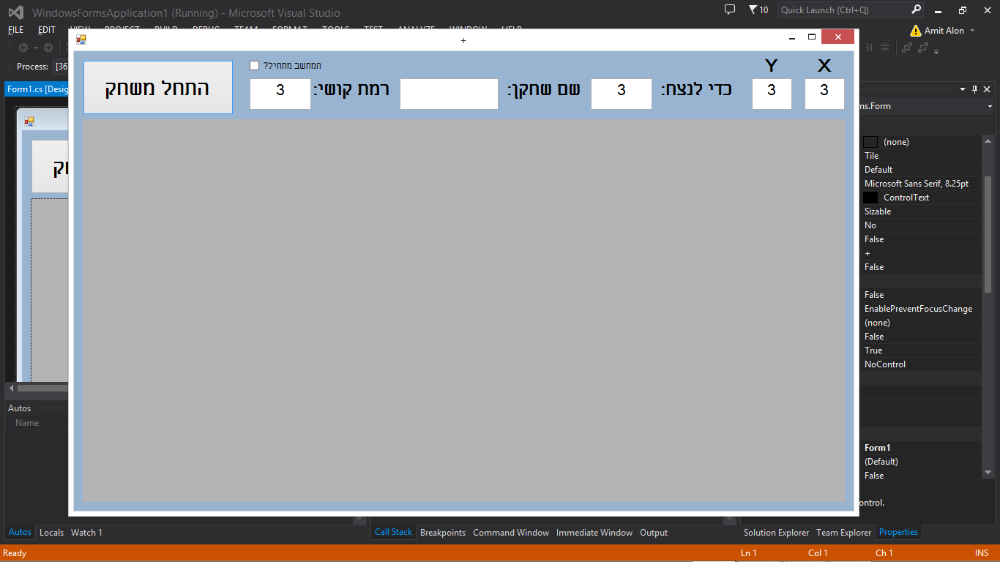 WindowsFormsApplication1 (Running) - Microsoft Visual Studio
10
Quick Launch (Ctrl+Q)
FILE EDIT VIEW PROJECT BUILD DEBUG TEAM FORMAT TOOLS TEST ANALYZE WINDOW HELP
Amit Alon
+
Process: [36
Form1.cs [Desig
התחל משחק
המחשב מתחיל?
רמת קושי: 3
שם שחקן:
כדי לנצח: 3
Y X
3 3
ms.Form
(none)
Tile
Default
Microsoft Sans Serif, 8.25pt
ControlText
Sizable
No
False
+
False
False
EnablePreventFocusChange
(none)
False
True
NoControl
Form1
(Default)
False
ontrol.
Autos
Name
Autos Locals Watch 1
Call Stack Breakpoints Command Window Immediate Window Output
Solution Explorer Team Explorer Properties
Ready
Ln 1 Col 1 Ch 1 INS